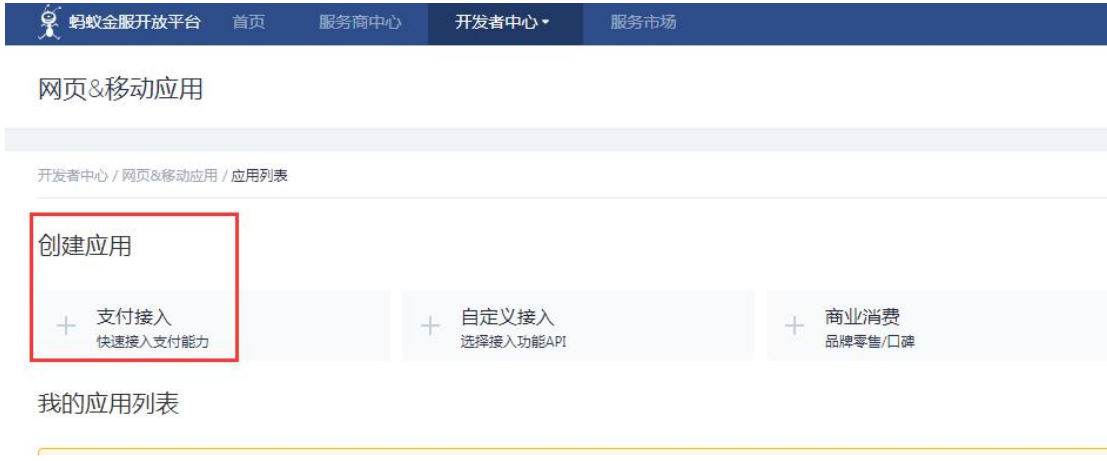 蚂蚁金服开放平台 首页 服务商中心 开发者中心 服务市场
网页&移动应用
开发者中心 / 网页&移动应用 / 应用列表
创建应用
支付接入 自定义接入 商业消费
快速接入支付能力 选择接入功能API 品牌零售/口碑
我的应用列表